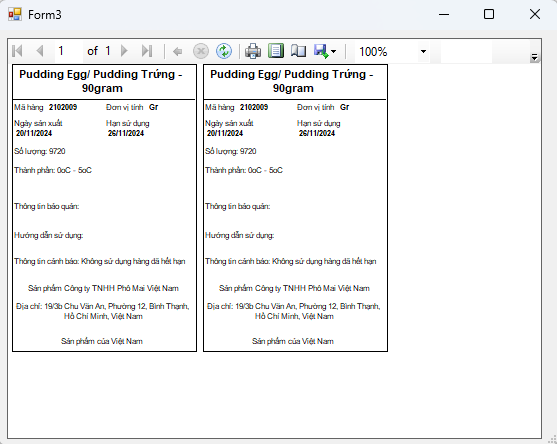 Form3
1 of 1 100%
Pudding Egg/ Pudding Trứng -
90gram
Mã hàng 2102009 Đơn vị tính Gr
Ngày sản xuất Hạn sử dụng
20/11/2024 26/11/2024
Số lượng: 9720
Thành phần: 0oC - 5oC
Thông tin bảo quản:
Hướng dẫn sử dụng:
Thông tin cảnh báo: Không sử dụng hàng đã hết hạn
Sản phẩm Công ty TNHH Phô Mai Việt Nam
Địa chỉ: 19/3b Chu Văn An, Phường 12, Bình Thạnh,
Hồ Chí Minh, Việt Nam
Sản phẩm của Việt Nam
Pudding Egg/ Pudding Trứng -
90gram
Mã hàng 2102009 Đơn vị tính Gr
Ngày sản xuất Hạn sử dụng
20/11/2024 26/11/2024
Số lượng: 9720
Thành phần: 0oC - 5oC
Thông tin bảo quản:
Hướng dẫn sử dụng:
Thông tin cảnh báo: Không sử dụng hàng đã hết hạn
Sản phẩm Công ty TNHH Phô Mai Việt Nam
Địa chỉ: 19/3b Chu Văn An, Phường 12, Bình Thạnh,
Hồ Chí Minh, Việt Nam
Sản phẩm của Việt Nam